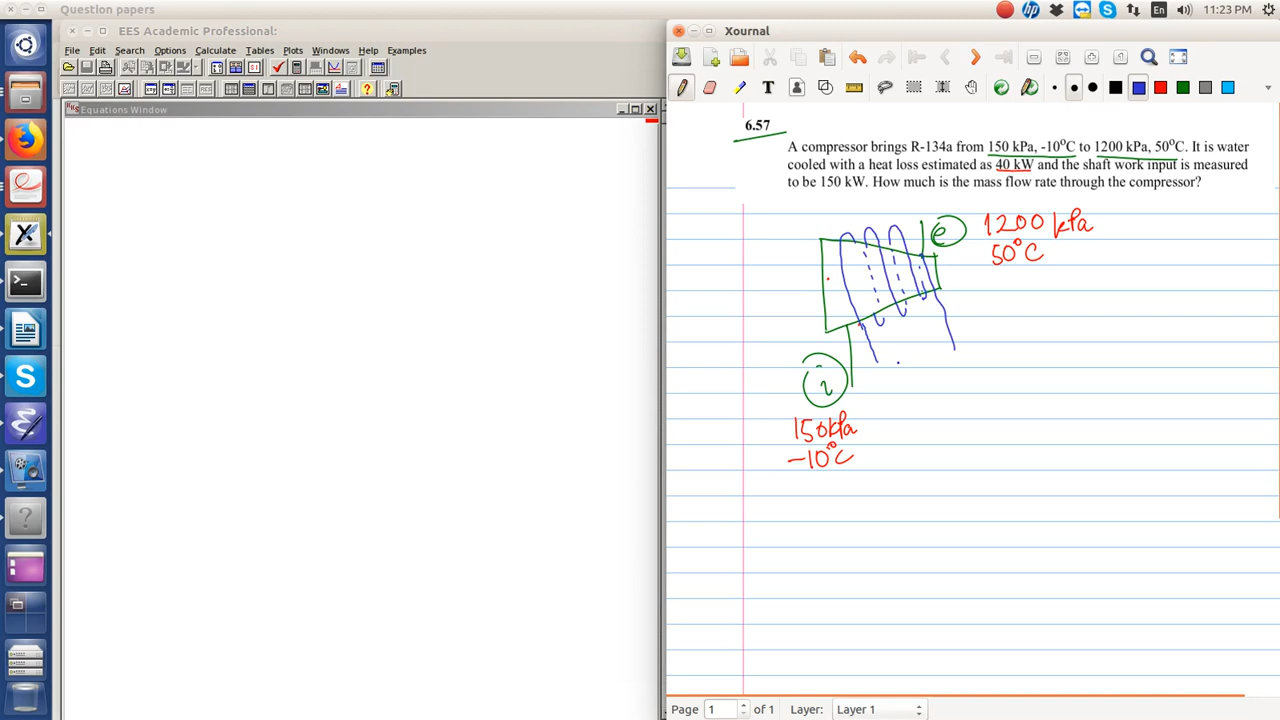 Question papers
En
11:23 PM
EES Academic Professional:
File Edit Search Options Calculate Tables Plots Windows Help Examples
Equations Window
Xournal
6.57
A compressor brings R-134a from 150 kPa, -10°C to 1200 kPa, 50°C. It is water
cooled with a heat loss estimated as 40 kW and the shaft work input is measured
to be 150 kW. How much is the mass flow rate through the compressor?
e
1200 kPa
50°C
i
150kPa
-10°C
Page 1 of 1 Layer: Layer 1